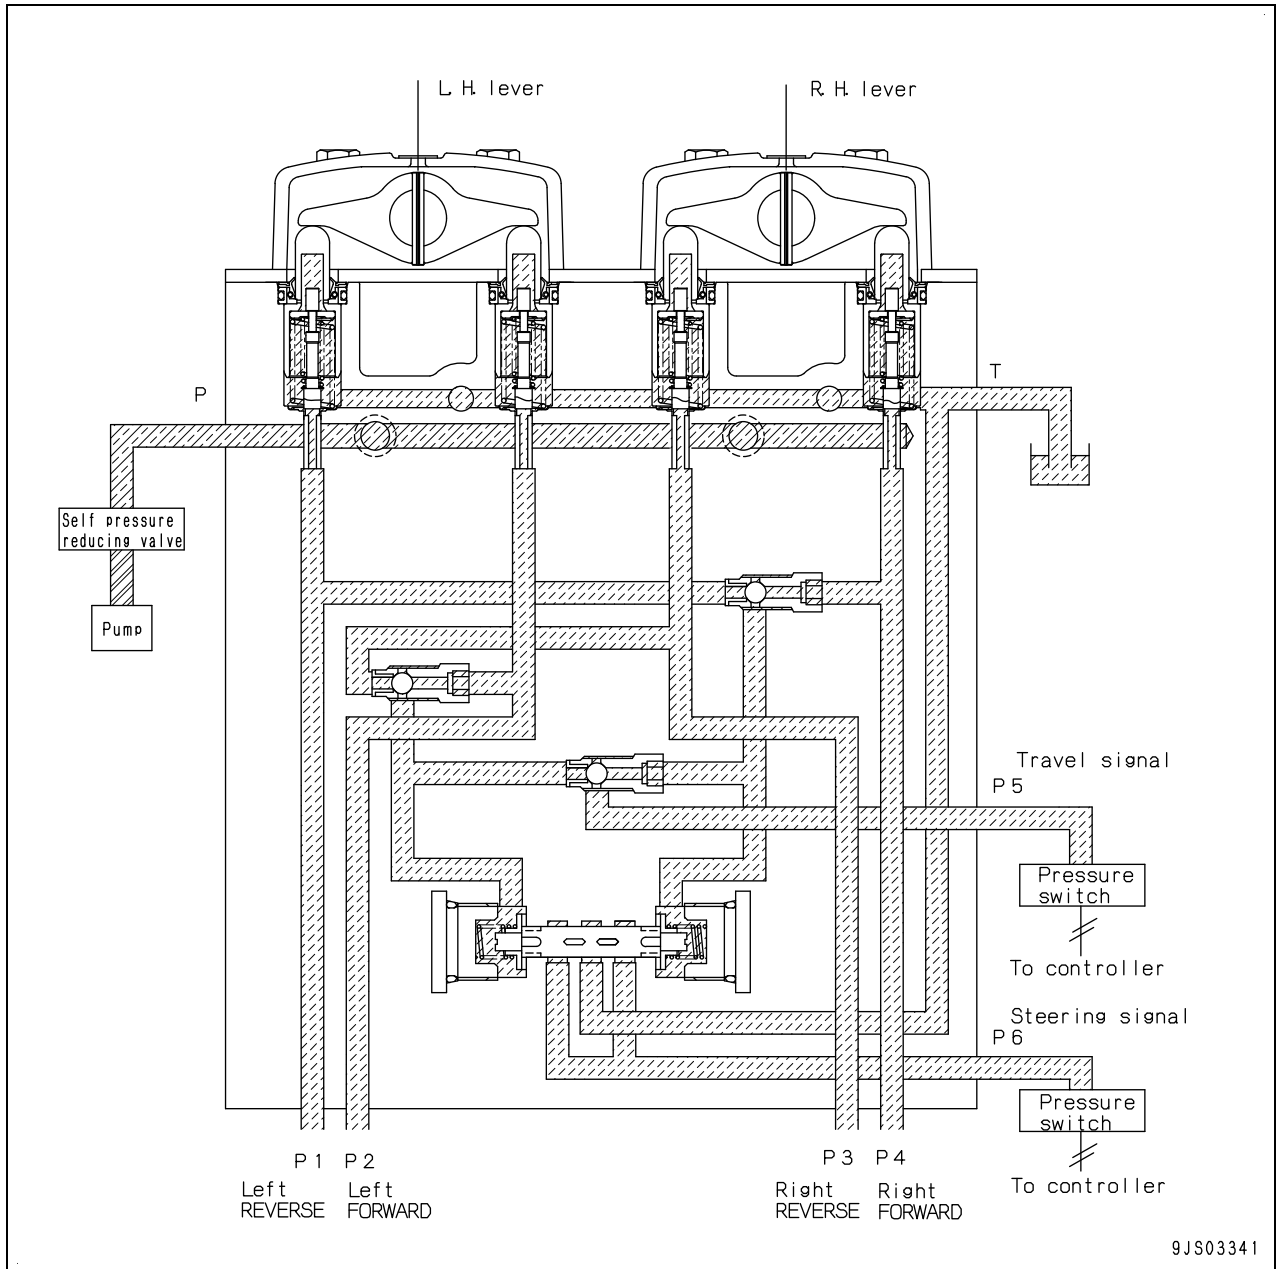 L.H. lever
R.H. lever
P
T
Self pressure
reducing valve
Pump
Travel signal
P5
Pressure
switch
To controller
Steering signal
P6
Pressure
switch
To controller
P1 P2
P3 P4
Left
REVERSE
Left
FORWARD
Right
REVERSE
Right
FORWARD
9JS03341